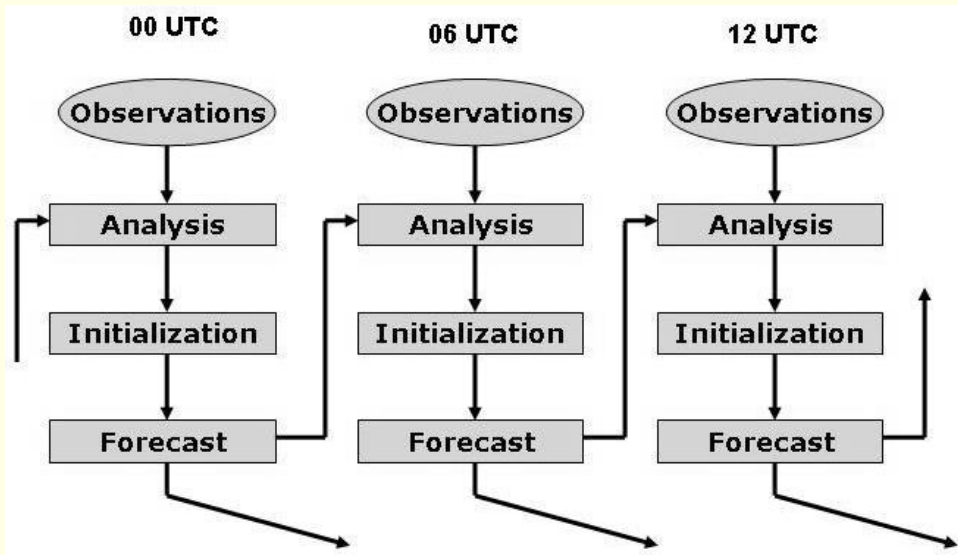 00 UTC
06 UTC
12 UTC
Observations
Observations
Observations
Analysis
Analysis
Analysis
Initialization
Initialization
Initialization
Forecast
Forecast
Forecast